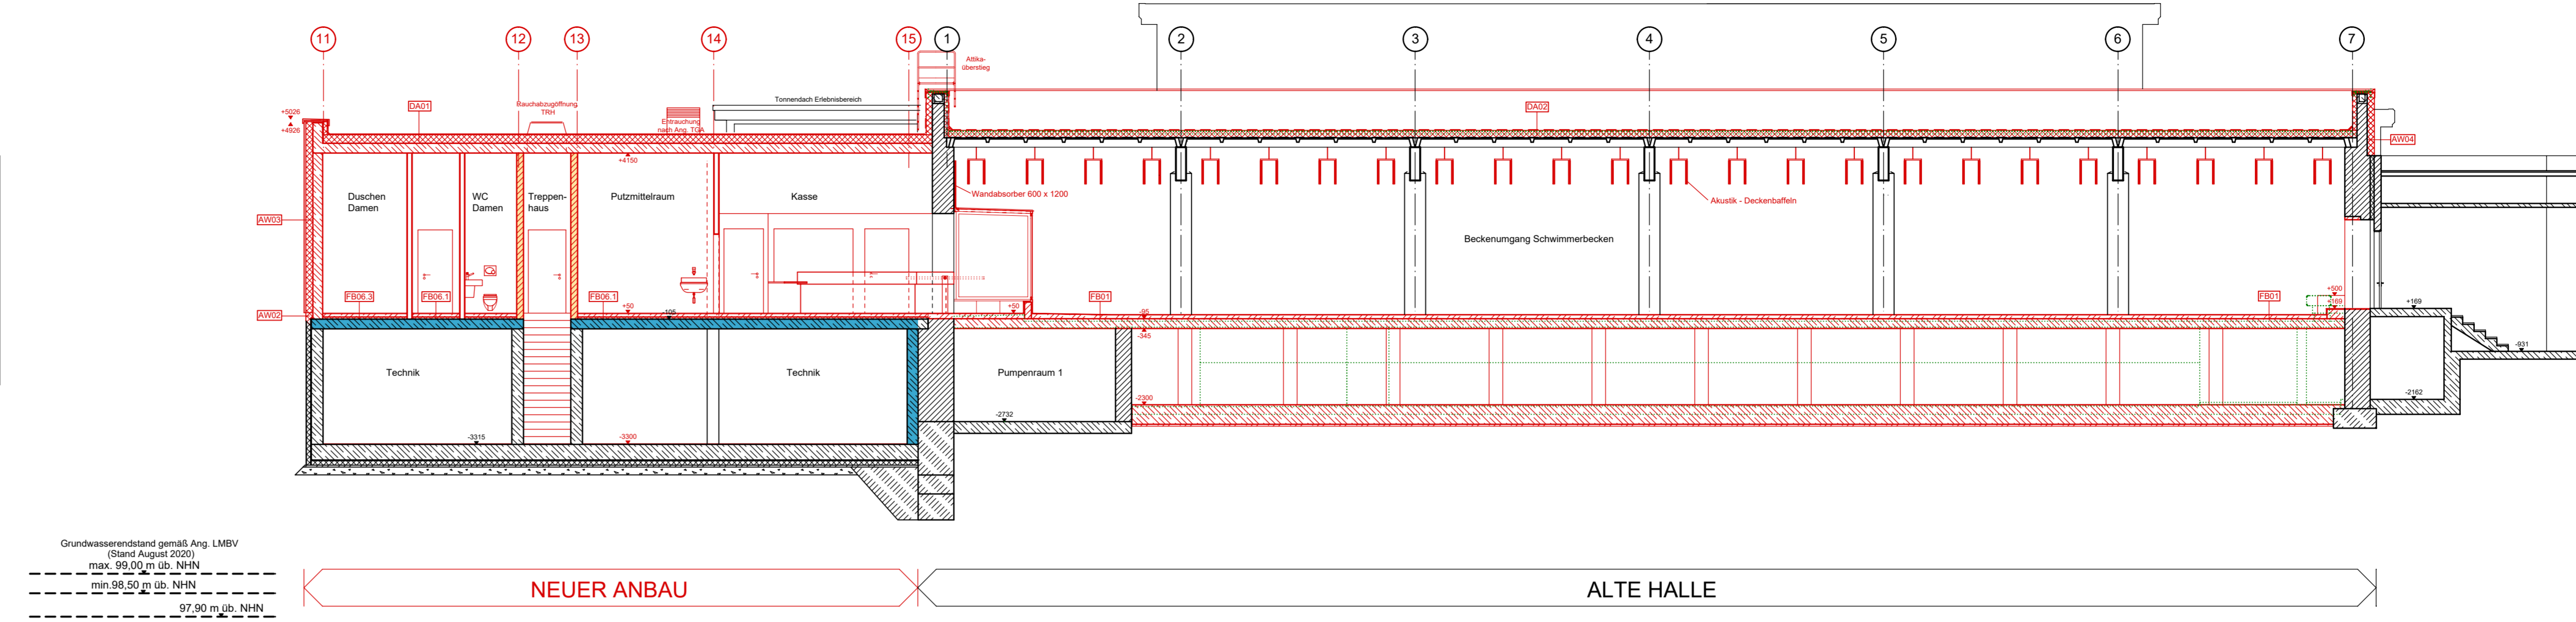 11
12
13
14
15
1
2
3
4
5
6
7
Attika-
überstieg
Tonnendach Erlebnisbereich
DA01
Rauchabzugöffnung
TRH
Entrauchung
nach Ang. TGA
DA02
+5026
+4926
+4150
AW04
Duschen
Damen
WC
Damen
Treppen-
haus
Putzmittelraum
Kasse
Wandabsorber 600 x 1200
Akustik - Deckenbaffeln
AW03
Beckenumgang Schwimmerbecken
FB06.3
FB06.1
FB06.1
FB01
FB01
+500
+169
+169
+50
+50
AW02
-105
-95
-345
-931
Technik
Technik
Pumpenraum 1
-2300
-2162
-2732
-3315
-3300
Grundwasserendstand gemäß Ang. LMBV
(Stand August 2020)
max. 99,00 m üb. NHN
min.98,50 m üb. NHN
97,90 m üb. NHN
NEUER ANBAU
ALTE HALLE